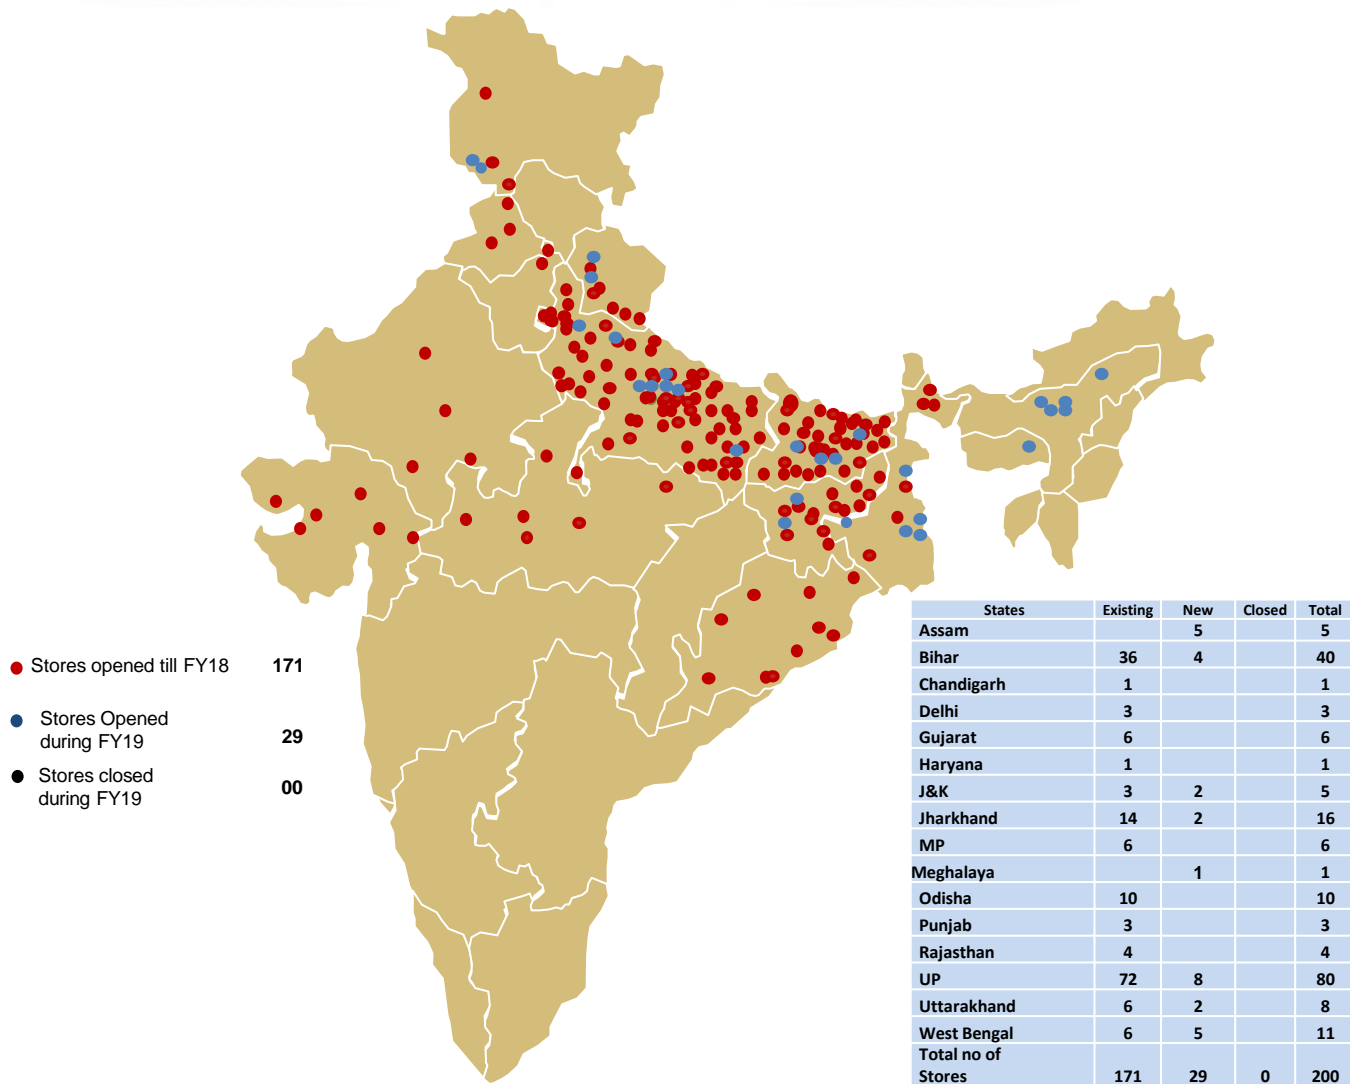 Stores opened till FY18 171
Stores Opened
during FY19 29
Stores closed
during FY19 00
States Existing New Closed Total
Assam 5 5
Bihar 36 4 40
Chandigarh 1 1
Delhi 3 3
Gujarat 6 6
Haryana 1 1
J&K 3 2 5
Jharkhand 14 2 16
MP 6 6
Meghalaya 1 1
Odisha 10 10
Punjab 3 3
Rajasthan 4 4
UP 72 8 80
Uttarakhand 6 2 8
West Bengal 6 5 11
Total no of
Stores 171 29 0 200